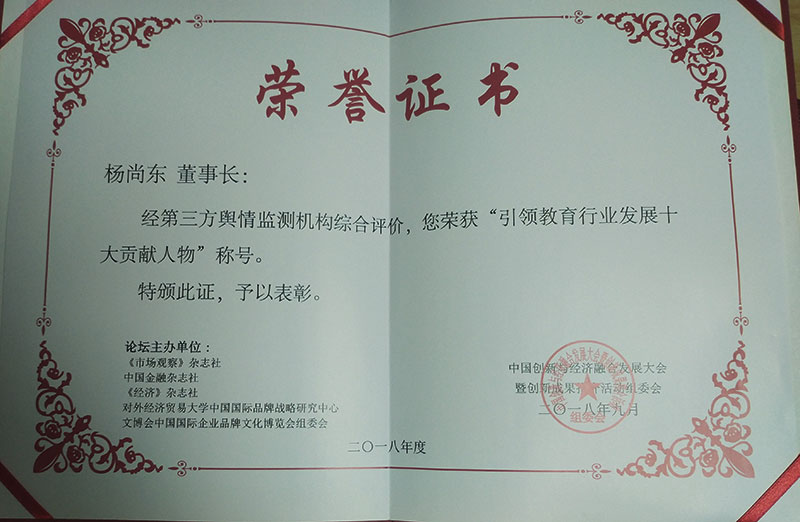 荣誉证书
杨尚东 董事长：
经第三方舆情监测机构综合评价，您荣获“引领教育行业发展十
大贡献人物”称号。
特颁此证，予以表彰。
论坛主办单位：
《市场观察》杂志社
中国金融杂志社
《经济》杂志社
对外经济贸易大学中国国际品牌战略研究中心
文博会中国国际企业品牌文化博览会组委会
中国创新与经济融合发展大会
暨创新成果 活动组委会
二〇一八年九月
组委会
二〇一八年度